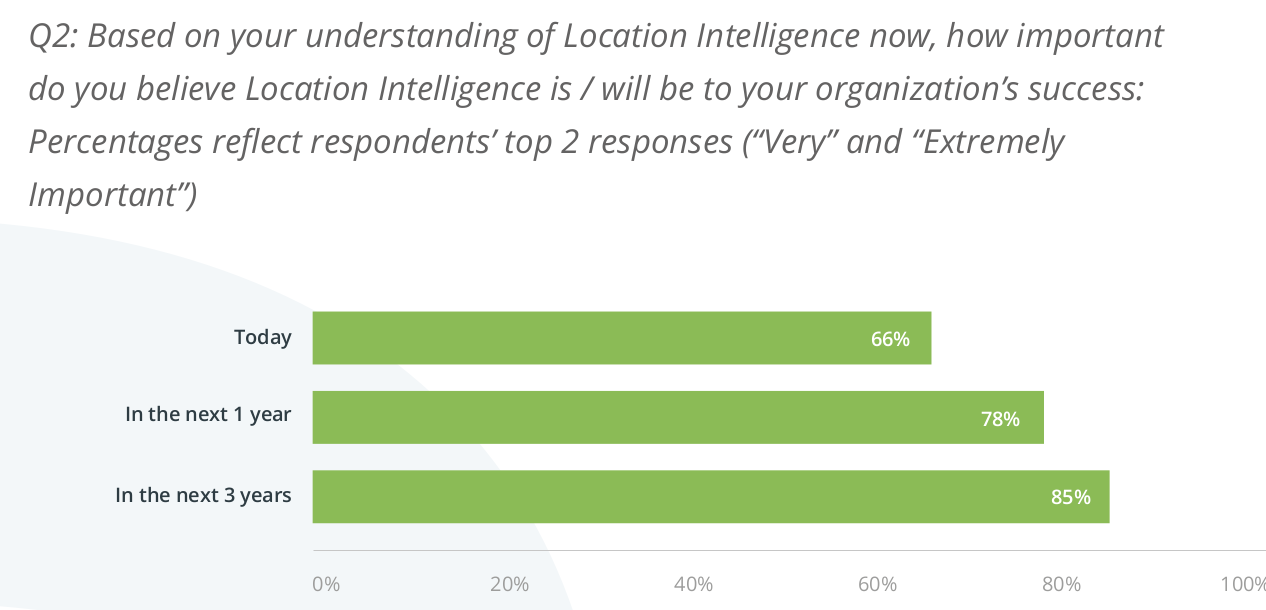 Q2: Based on your understanding of Location Intelligence now, how important
do you believe Location Intelligence is / will be to your organization’s success:
Percentages reflect respondents’ top 2 responses (“Very” and “Extremely
Important”)
Today
66%
In the next 1 year
78%
In the next 3 years
85%
0% 20% 40% 60% 80% 100%